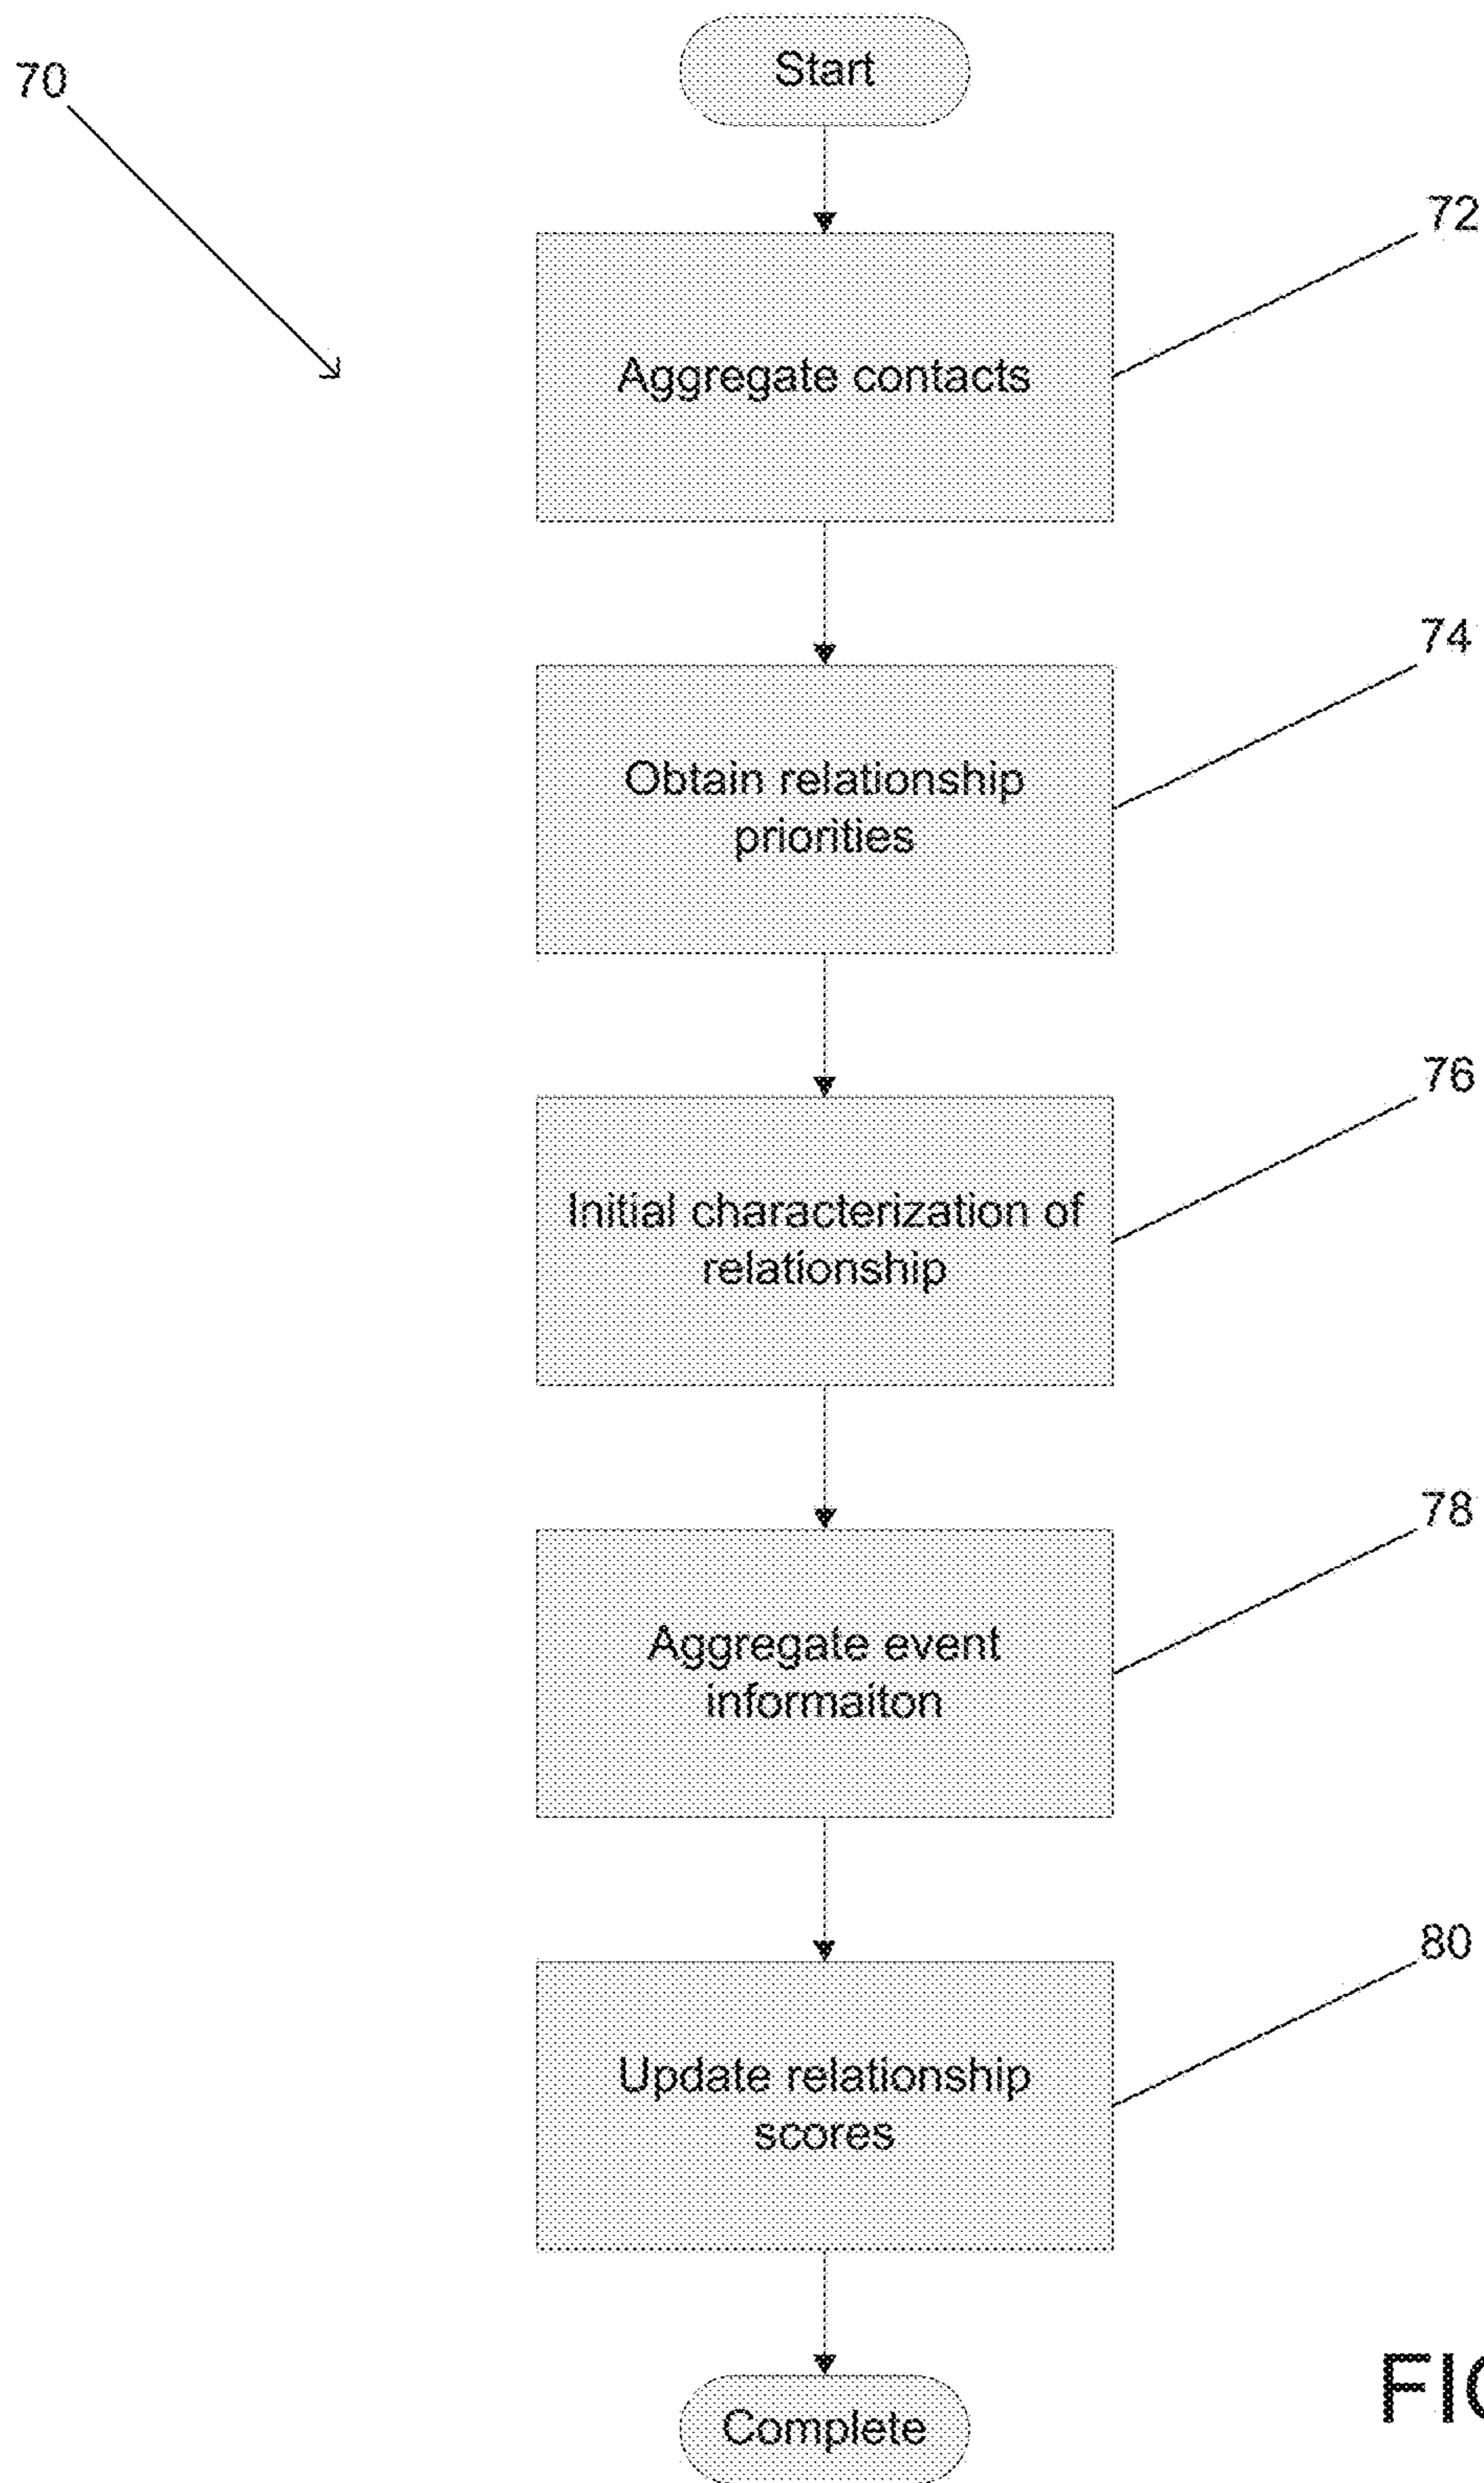 Start
70
72
Aggregate contacts
74
Obtain relationship
priorities
76
Initial characterization of
relationship
78
Aggregate event
informaiton
80
Update relationship
scores
Complete